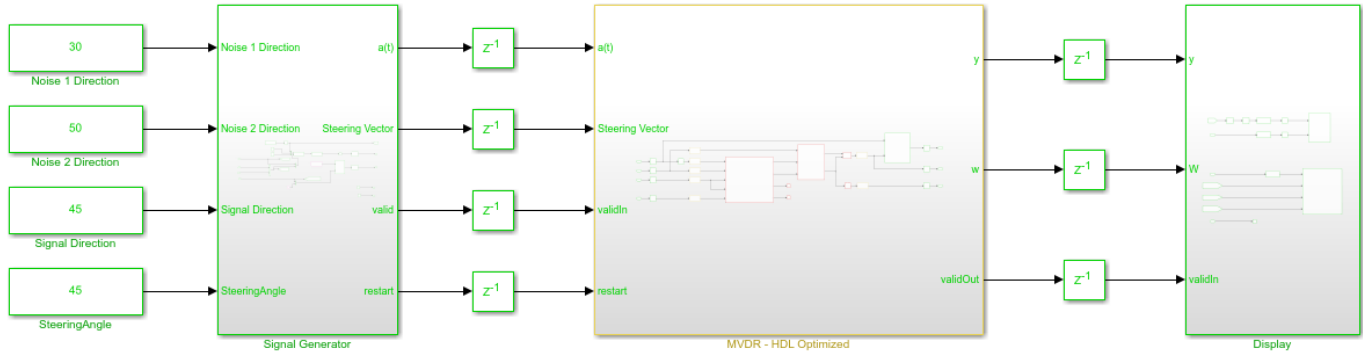 30
Noise 1 Direction
50
Noise 2 Direction
45
Signal Direction
45
SteeringAngle
Noise 1 Direction
a(t)
Noise 2 Direction
Steering Vector
Signal Direction
valid
SteeringAngle
restart
Signal Generator
z-1
z-1
z-1
z-1
a(t)
y
Steering Vector
w
validIn
validOut
restart
MVDR - HDL Optimized
z-1
z-1
z-1
y
W
validIn
Display